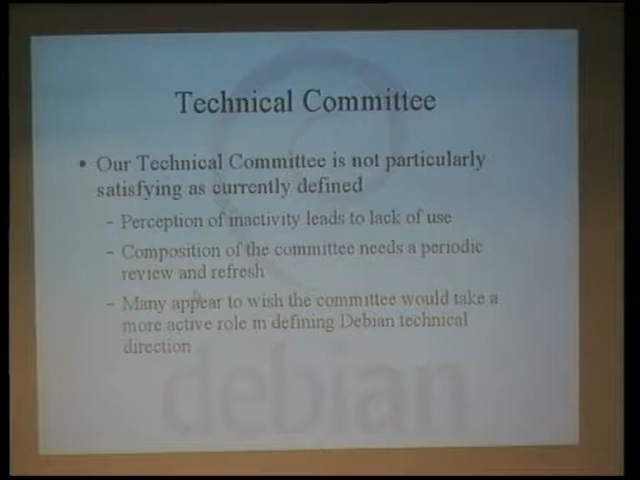 Technical Committee
• Our Technical Committee is not particularly
satisfying as currently defined
- Perception of inactivity leads to lack of use
- Composition of the committee needs a periodic
review and refresh
- Many appear to wish the committee would take a
more active role in defining Debian technical
direction
debian